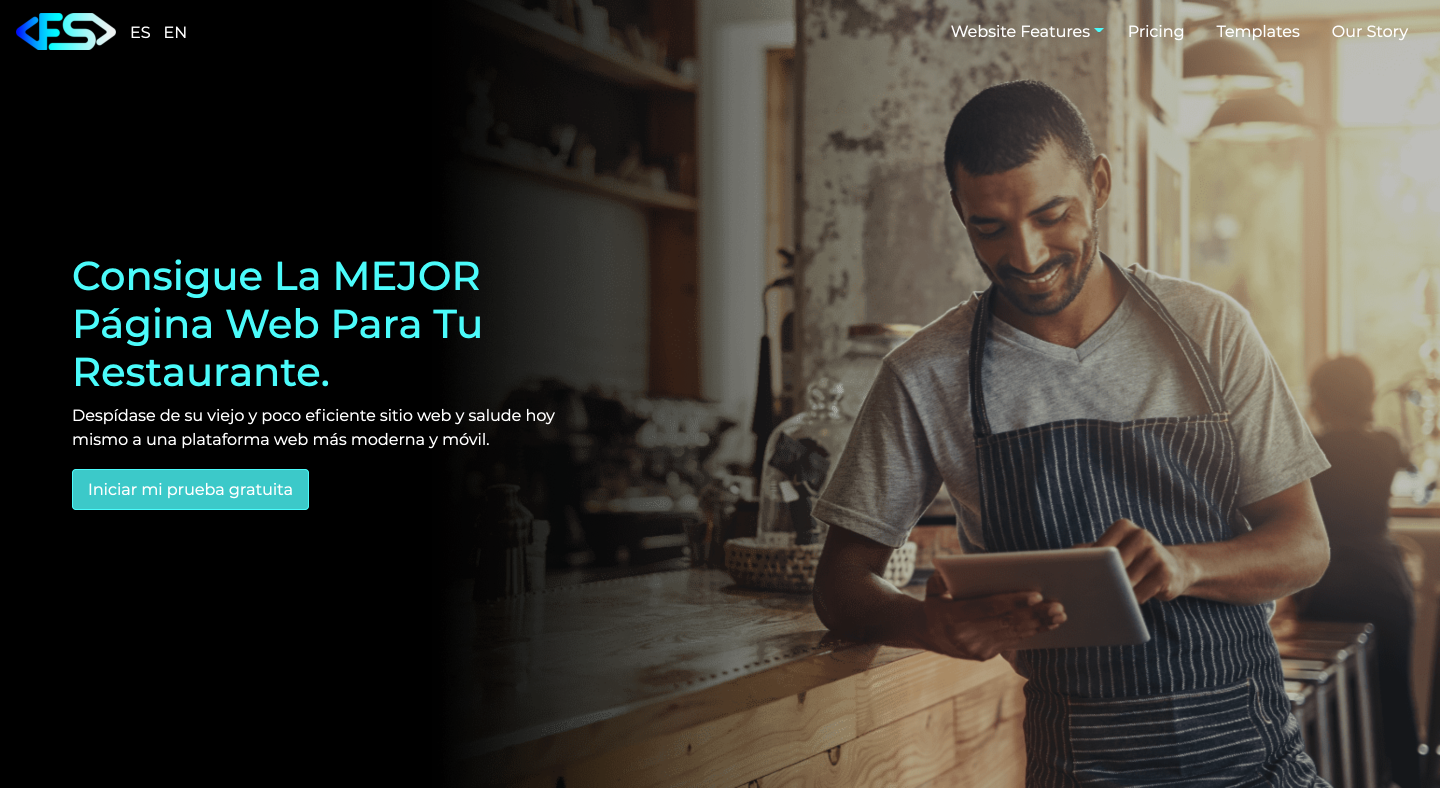 ES
ES EN
Website Features Pricing Templates Our Story
Consigue La MEJOR
Página Web Para Tu
Restaurante.
Despídase de su viejo y poco eficiente sitio web y salude hoy
mismo a una plataforma web más moderna y móvil.
Iniciar mi prueba gratuita